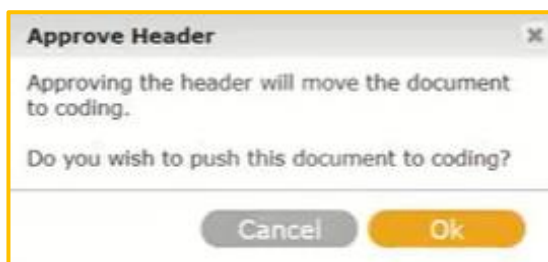 Approve Header
Approving the header will move the document
to coding.
Do you wish to push this document to coding?
Cancel
Ok